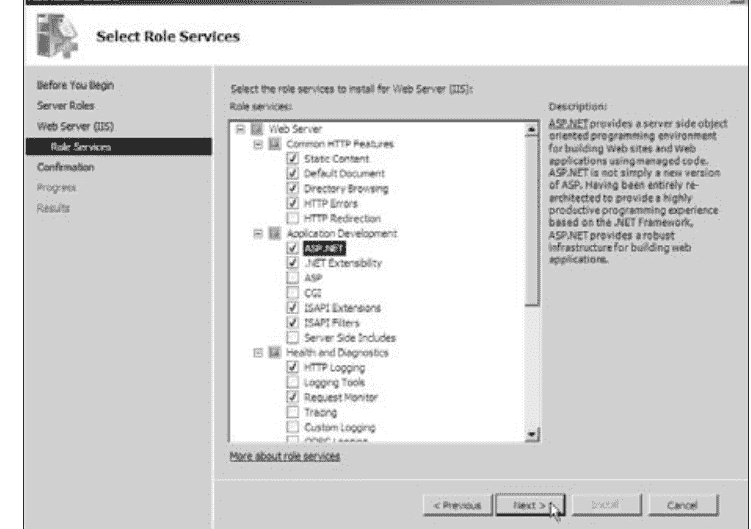 Select Role Services
Before You Begin
Server Roles
Web Server (IIS)
Role Services
Confirmation
Progress
Results
Select the role services to install for Web Server (IIS):
Role services:
Web Server
Common HTTP Features
Static Content
Default Document
Directory Browsing
HTTP Errors
HTTP Redirection
Application Development
ASP.NET
.NET Extensibility
ASP
CGI
ISAPI Extensions
ISAPI Filters
Server Side Includes
Health and Diagnostics
HTTP Logging
Logging Tools
Request Monitor
Tracing
Custom Logging
ODBC Logging
More about role services
Description:
ASP.NET provides a server side object
oriented programming environment
for building Web sites and Web
applications using managed code.
ASP.NET is not simply a new version
of ASP. Having been entirely re-
architected to provide a highly
productive programming experience
based on the .NET Framework,
ASP.NET provides a robust
infrastructure for building web
applications.
< Previous
Next >
Install
Cancel